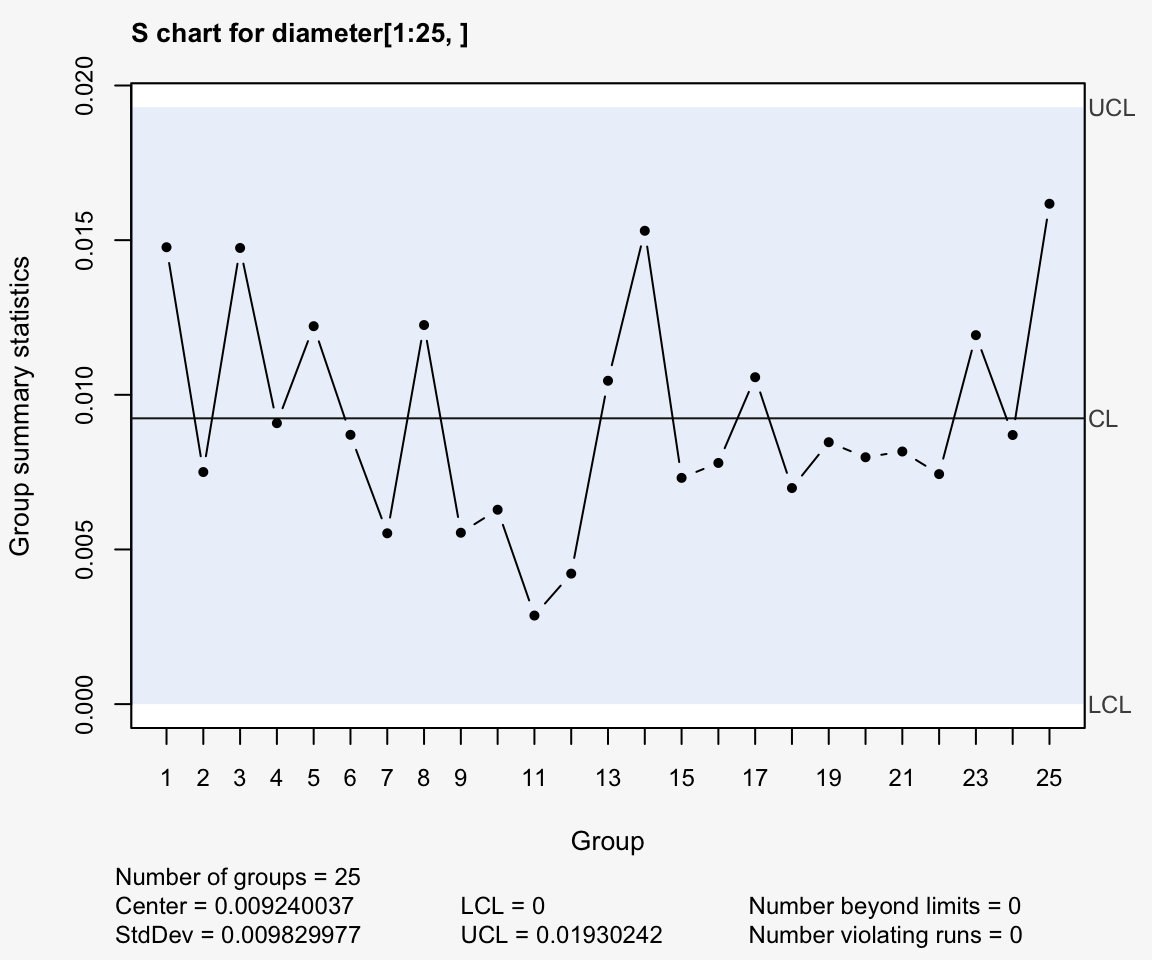 S chart for diameter[1:25, ]
Group summary statistics
0.020
0.015
0.010
0.005
0.000
UCL
CL
LCL
1 2 3 4 5 6 7 8 9 11 13 15 17 19 21 23 25
Group
Number of groups = 25
Center = 0.009240037 LCL = 0 Number beyond limits = 0
StdDev = 0.009829977 UCL = 0.01930242 Number violating runs = 0